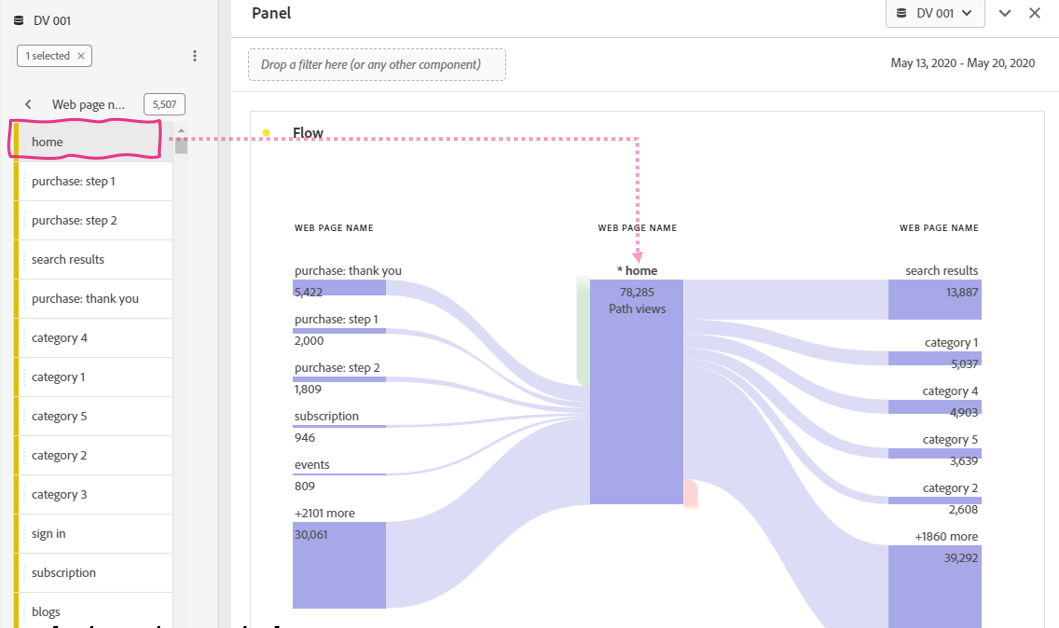 DV 001
1 selected ×
Web page n... 5,507
home
purchase: step 1
purchase: step 2
search results
purchase: thank you
category 4
category 1
category 5
category 2
category 3
sign in
subscription
blogs
Panel
DV 001
Drop a filter here (or any other component)
May 13, 2020 - May 20, 2020
Flow
WEB PAGE NAME
purchase: thank you
5,422
purchase: step 1
2,000
purchase: step 2
1,809
subscription
946
events
809
+2101 more
30,061
WEB PAGE NAME
* home
78,285
Path views
WEB PAGE NAME
search results
13,887
category 1
5,037
category 4
4,903
category 5
3,639
category 2
2,608
+1860 more
39,292